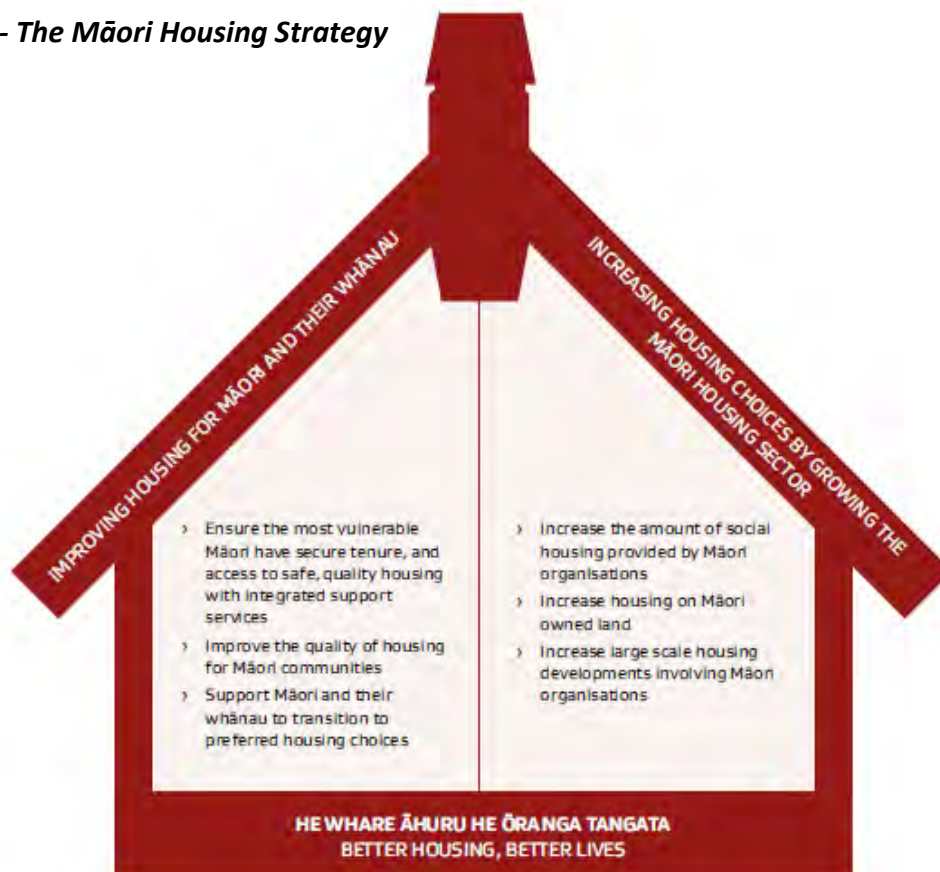 - The Māori Housing Strategy
IMPROVING HOUSING FOR MĀORI AND THEIR WHĀNAU
INCREASING HOUSING CHOICES BY GROWING THE
MĀORI HOUSING SECTOR
› Ensure the most vulnerable
Māori have secure tenure, and
access to safe, quality housing
with integrated support
services
› Improve the quality of housing
for Māori communities
› Support Māori and their
whānau to transition to
preferred housing choices
› Increase the amount of social
housing provided by Māori
organisations
› Increase housing on Māori
owned land
› Increase large scale housing
developments involving Māori
organisations
HE WHARE ĀHURU HE ŌRANGA TANGATA
BETTER HOUSING, BETTER LIVES